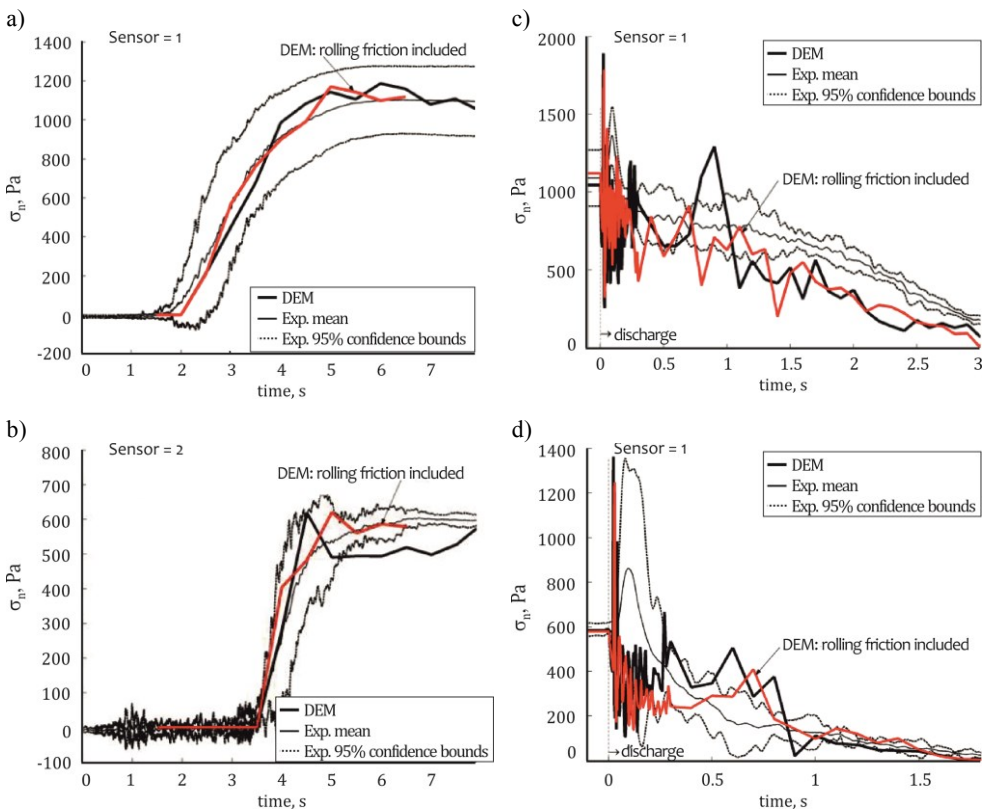 a)
Sensor = 1
DEM: rolling friction included
1400
1200
1000
800
600
400
200
0
-200
σn, Pa
DEM
Exp. mean
Exp. 95% confidence bounds
0 1 2 3 4 5 6 7
time, s
b)
Sensor = 2
DEM: rolling friction included
800
700
600
500
400
300
200
100
0
-100
σn, Pa
DEM
Exp. mean
Exp. 95% confidence bounds
0 1 2 3 4 5 6 7
time, s
c)
Sensor = 1
DEM
Exp. mean
Exp. 95% confidence bounds
DEM: rolling friction included
2000
1500
1000
500
0
σn, Pa
→discharge
0 0.5 1 1.5 2 2.5 3
time, s
d)
Sensor = 1
DEM
Exp. mean
Exp. 95% confidence bounds
DEM: rolling friction included
1400
1200
1000
800
600
400
200
0
σn, Pa
→discharge
0 0.5 1 1.5
time, s